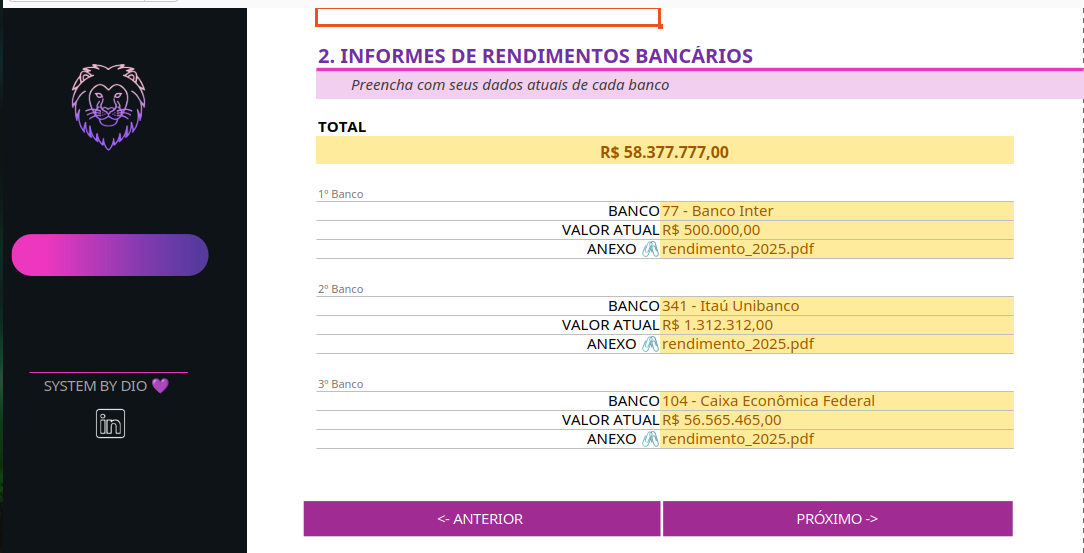 2. INFORMES DE RENDIMENTOS BANCÁRIOS
Preencha com seus dados atuais de cada banco
TOTAL
R$ 58.377.777,00
1º Banco
BANCO 77 - Banco Inter
VALOR ATUAL R$ 500.000,00
ANEXO rendimento_2025.pdf
2º Banco
BANCO 341 - Itaú Unibanco
VALOR ATUAL R$ 1.312.312,00
ANEXO rendimento_2025.pdf
3º Banco
BANCO 104 - Caixa Econômica Federal
VALOR ATUAL R$ 56.565.465,00
ANEXO rendimento_2025.pdf
SYSTEM BY DIO 💜
in
<- ANTERIOR
PRÓXIMO ->